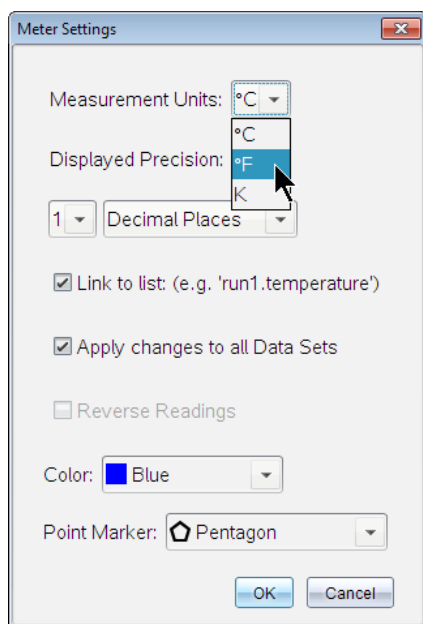 Meter Settings
Measurement Units: °C
°C
Displayed Precision: °F
K
1 Decimal Places
Link to list: (e.g. 'run1.temperature')
Apply changes to all Data Sets
Reverse Readings
Color: Blue
Point Marker: Pentagon
OK Cancel